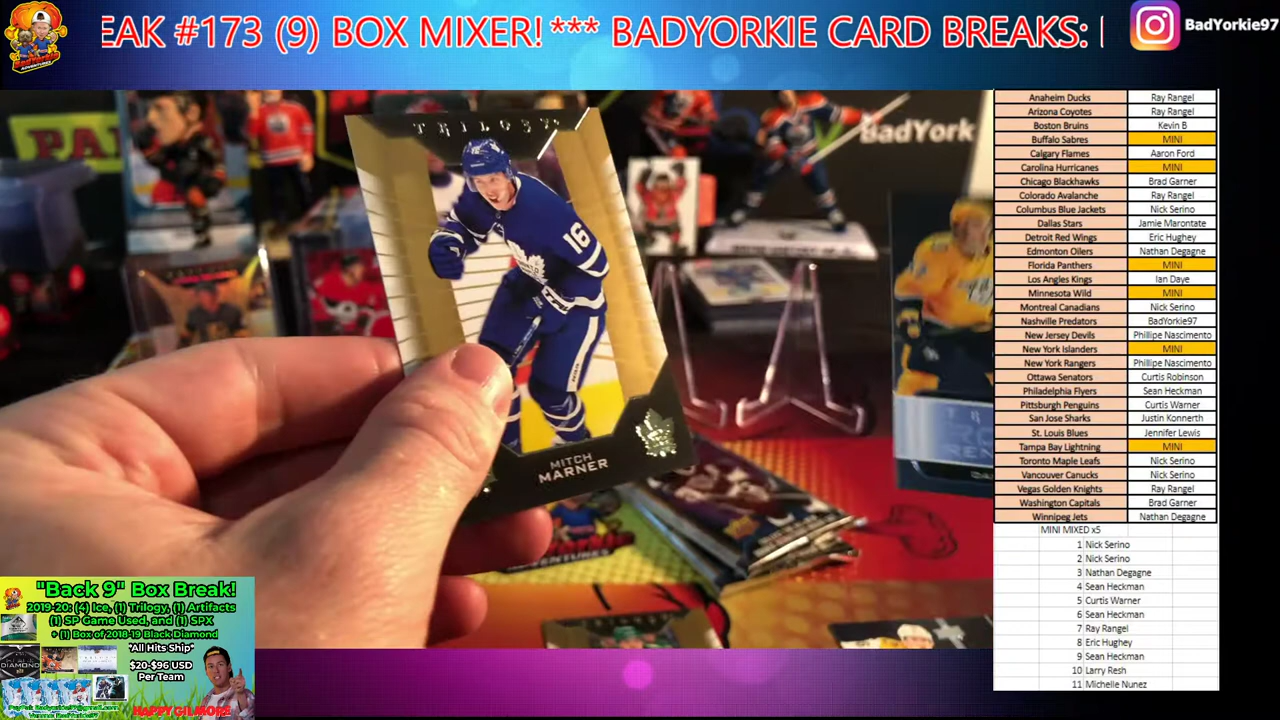 EAK #173 (9) BOX MIXER! *** BADYORKIE CARD BREAKS:
BadYorkie97
BadYork
TRILOGY
16
MITCH
MARNER
Anaheim Ducks Ray Rangel
Arizona Coyotes Ray Rangel
Boston Bruins Kevin B
Buffalo Sabres MINI
Calgary Flames Aaron Ford
Carolina Hurricanes MINI
Chicago Blackhawks Brad Garner
Colorado Avalanche Ray Rangel
Columbus Blue Jackets Nick Serino
Dallas Stars Jamie Marontate
Detroit Red Wings Eric Hughey
Edmonton Oilers Nathan Degagne
Florida Panthers MINI
Los Angles Kings Ian Daye
Minnesota Wild MINI
Montreal Canadians Nick Serino
Nashville Predators BadYorkie97
New Jersey Devils Phillipe Nascimento
New York Islanders MINI
New York Rangers Phillipe Nascimento
Ottawa Senators Curtis Robinson
Philadelphia Flyers Sean Heckman
Pittsburgh Penguins Curtis Warner
San Jose Sharks Justin Konnerth
St. Louis Blues Jennifer Lewis
Tampa Bay Lightning MINI
Toronto Maple Leafs Nick Serino
Vancouver Canucks Nick Serino
Vegas Golden Knights Ray Rangel
Washington Capitals Brad Garner
Winnipeg Jets Nathan Degagne
MINI MIXED x5
1 Nick Serino
2 Nick Serino
3 Nathan Degagne
4 Sean Heckman
5 Curtis Warner
6 Sean Heckman
7 Ray Rangel
8 Eric Hughey
9 Sean Heckman
10 Larry Resh
11 Michelle Nunez
"Back 9" Box Break!
2019-20: (4) Ice, (1) Trilogy, (1) Artifacts
(1) SP Game Used, and (1) SPX
+ (1) Box of 2018-19 Black Diamond
*All Hits Ship*
$20-$96 USD
Per Team
DIAMOND
HAPPY GILMORE